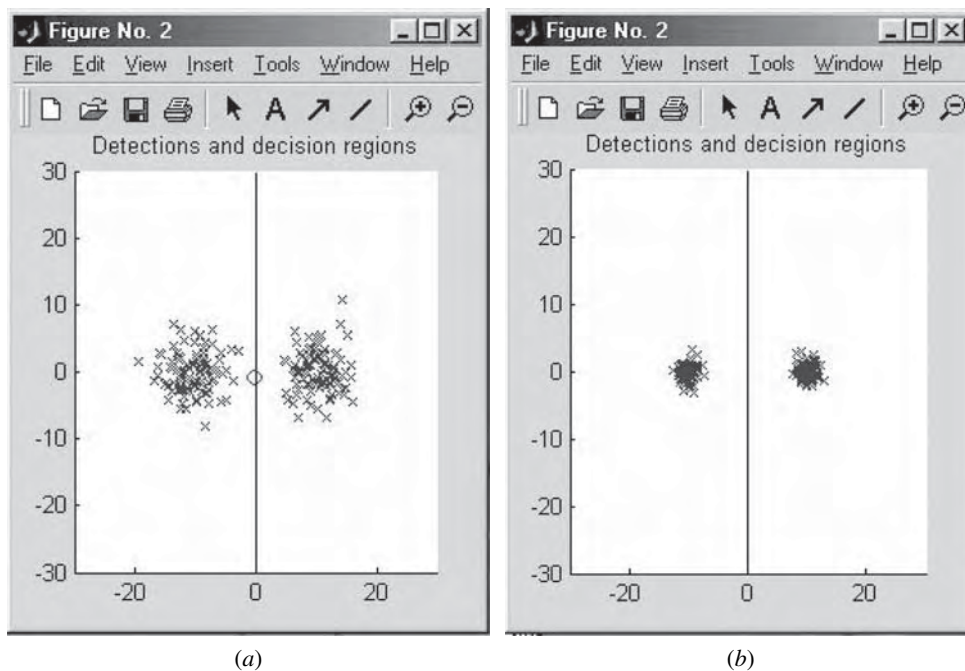 Figure No. 2
File Edit View Insert Tools Window Help
Detections and decision regions
30
20
10
0
-10
-20
-30
-20 0 20
(a)
Figure No. 2
File Edit View Insert Tools Window Help
Detections and decision regions
30
20
10
0
-10
-20
-30
-20 0 20
(b)